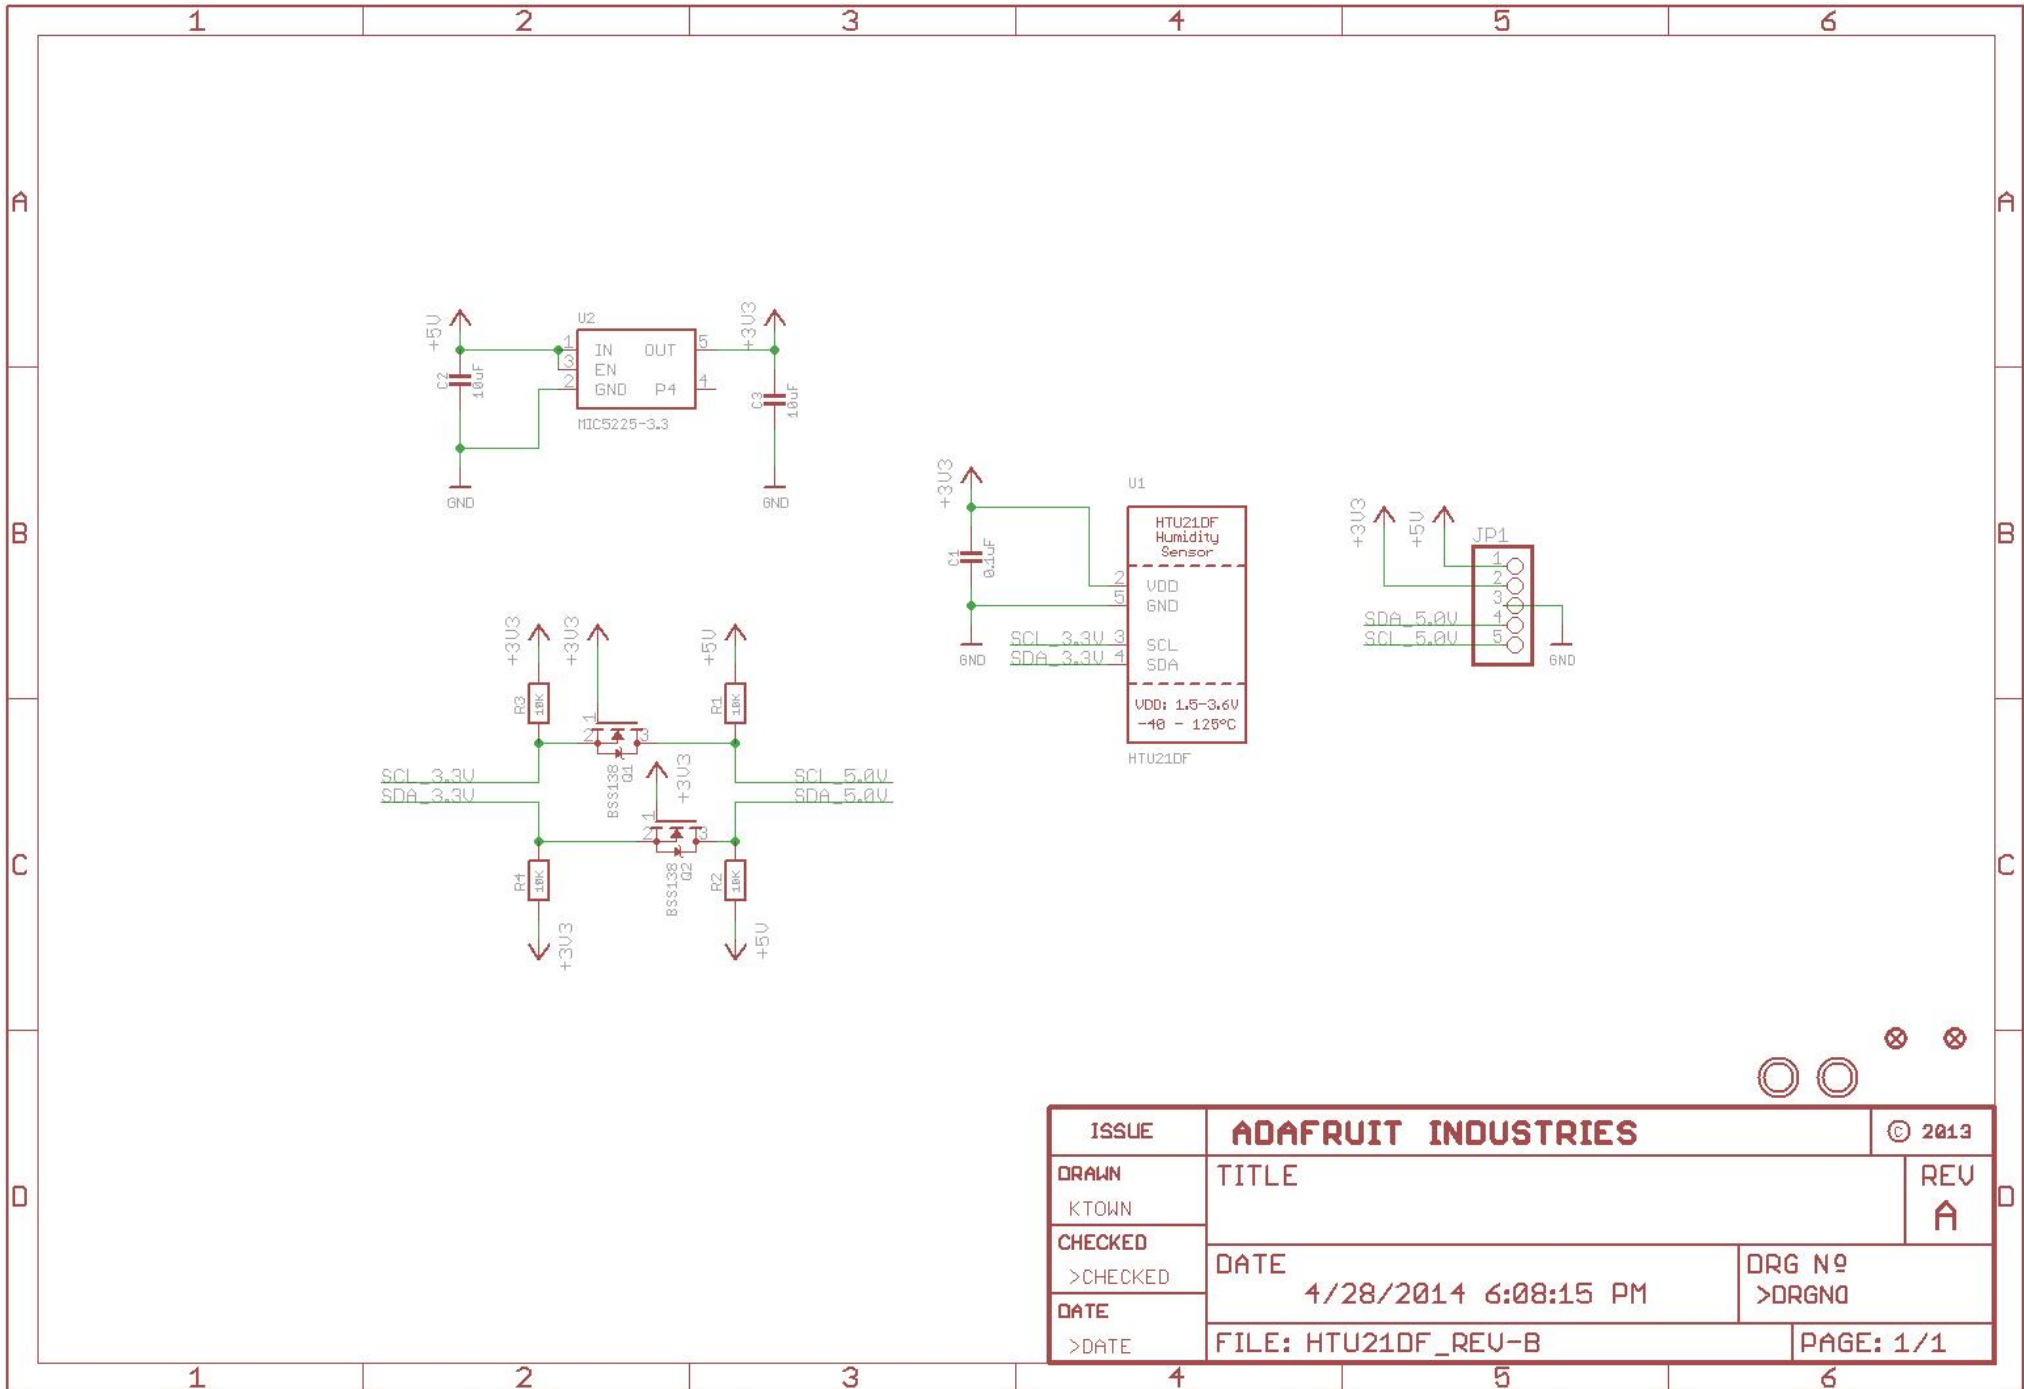 1 2 3 4 5 6
A A
+5V
C2
10uF
GND
U2
1 IN OUT 5
3 EN
2 GND P4 4
MIC5225-3.3
+3V3
C3
10uF
GND
B B
+3V3
C1
0.1uF
GND
U1
HTU21DF
Humidity
Sensor
2 VDD
5 GND
SCL_3.3V 3 SCL
SDA_3.3V 4 SDA
VDD: 1.5-3.6V
-40 - 125°C
HTU21DF
+3V3
+5V
JP1
1
2
3
SDA_5.0V 4
SCL_5.0V 5
GND
+3V3
+3V3
+5V
R3
10K
R1
10K
1
2 3
BSS138
Q1
SCL_3.3V SCL_5.0V
SDA_3.3V SDA_5.0V
+3V3
1
2 3
BSS138
Q2
C C
R4
10K
R2
10K
+3V3
+5V
ISSUE
ADAFRUIT INDUSTRIES
© 2013
DRAWN
KTOWN
TITLE
REV
A
D D
CHECKED
>CHECKED
DATE
4/28/2014 6:08:15 PM
DRG Nº
>DRGNO
DATE
>DATE
FILE: HTU21DF_REV-B
PAGE: 1/1
1 2 3 4 5 6